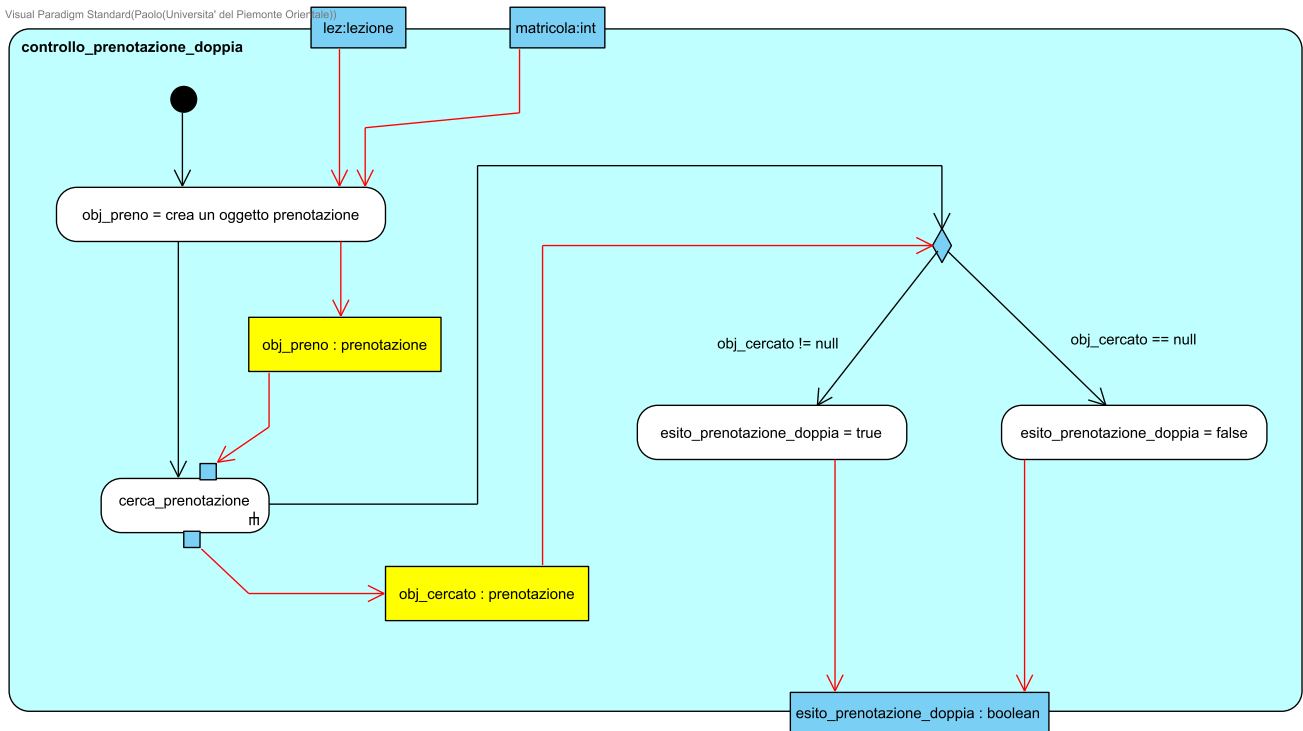 Visual Paradigm Standard(Paolo(Universita' del Piemonte Orientale))
lez:lezione
matricola:int
controllo_prenotazione_doppia
obj_preno = crea un oggetto prenotazione
obj_preno : prenotazione
obj_cercato != null
obj_cercato == null
esito_prenotazione_doppia = true
esito_prenotazione_doppia = false
cerca_prenotazione
obj_cercato : prenotazione
esito_prenotazione_doppia : boolean